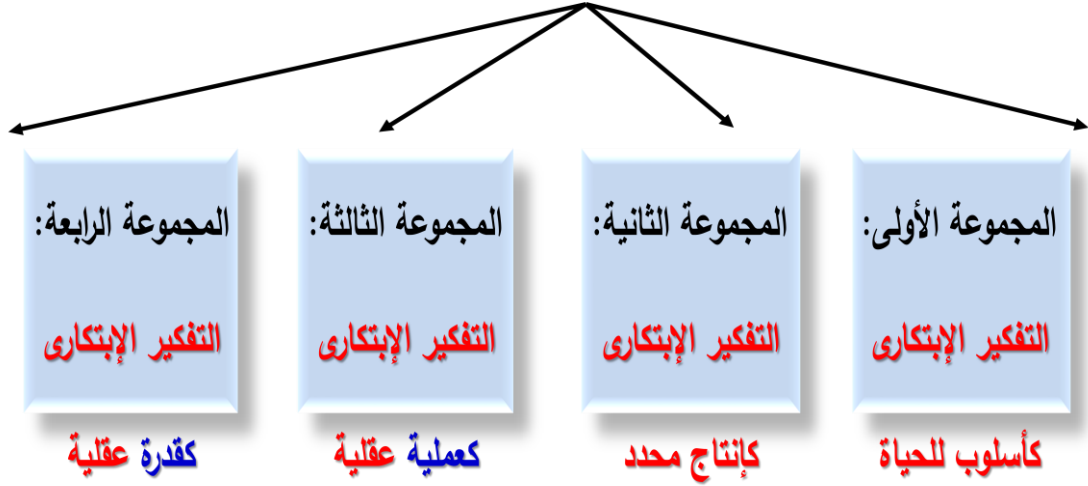 المجموعة الأولى:
التفكير الإبتكارى
كأسلوب للحياة
المجموعة الثانية:
التفكير الإبتكارى
كإنتاج محدد
المجموعة الثالثة:
التفكير الإبتكارى
كعملية عقلية
المجموعة الرابعة:
التفكير الإبتكارى
كقدرة عقلية